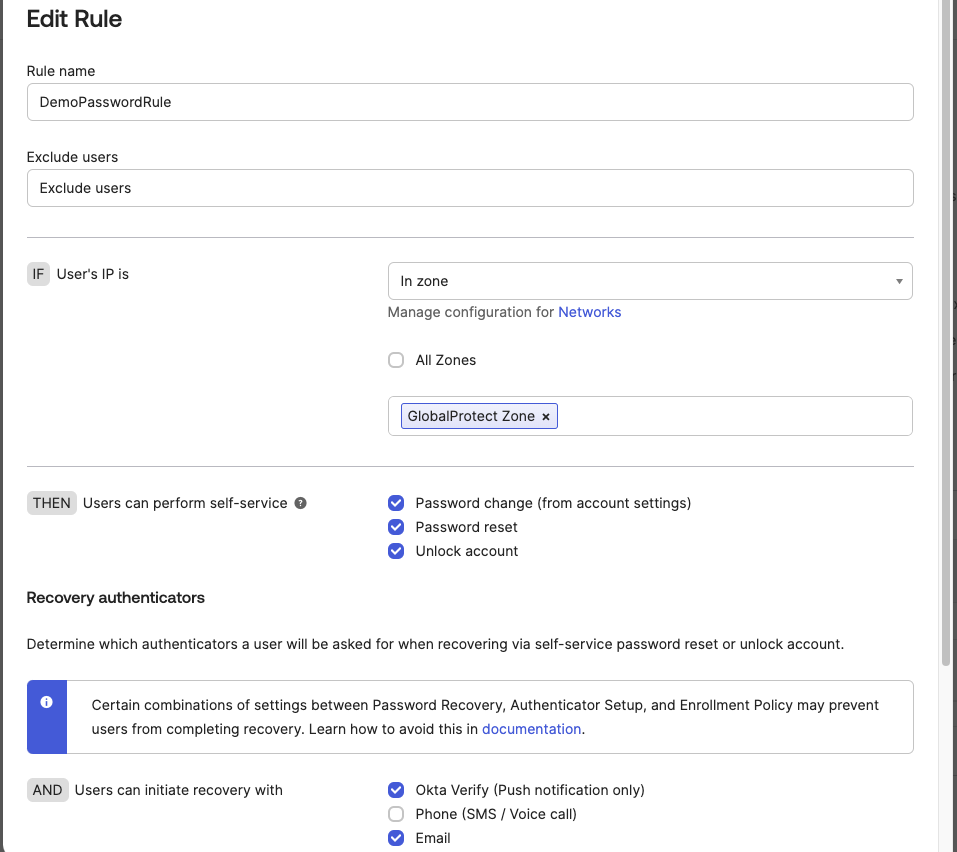 Edit Rule
Rule name
DemoPasswordRule
Exclude users
Exclude users
IF User's IP is
In zone
Manage configuration for Networks
All Zones
GlobalProtect Zone ×
THEN Users can perform self-service ?
Password change (from account settings)
Password reset
Unlock account
Recovery authenticators
Determine which authenticators a user will be asked for when recovering via self-service password reset or unlock account.
Certain combinations of settings between Password Recovery, Authenticator Setup, and Enrollment Policy may prevent
users from completing recovery. Learn how to avoid this in documentation.
AND Users can initiate recovery with
Okta Verify (Push notification only)
Phone (SMS / Voice call)
Email